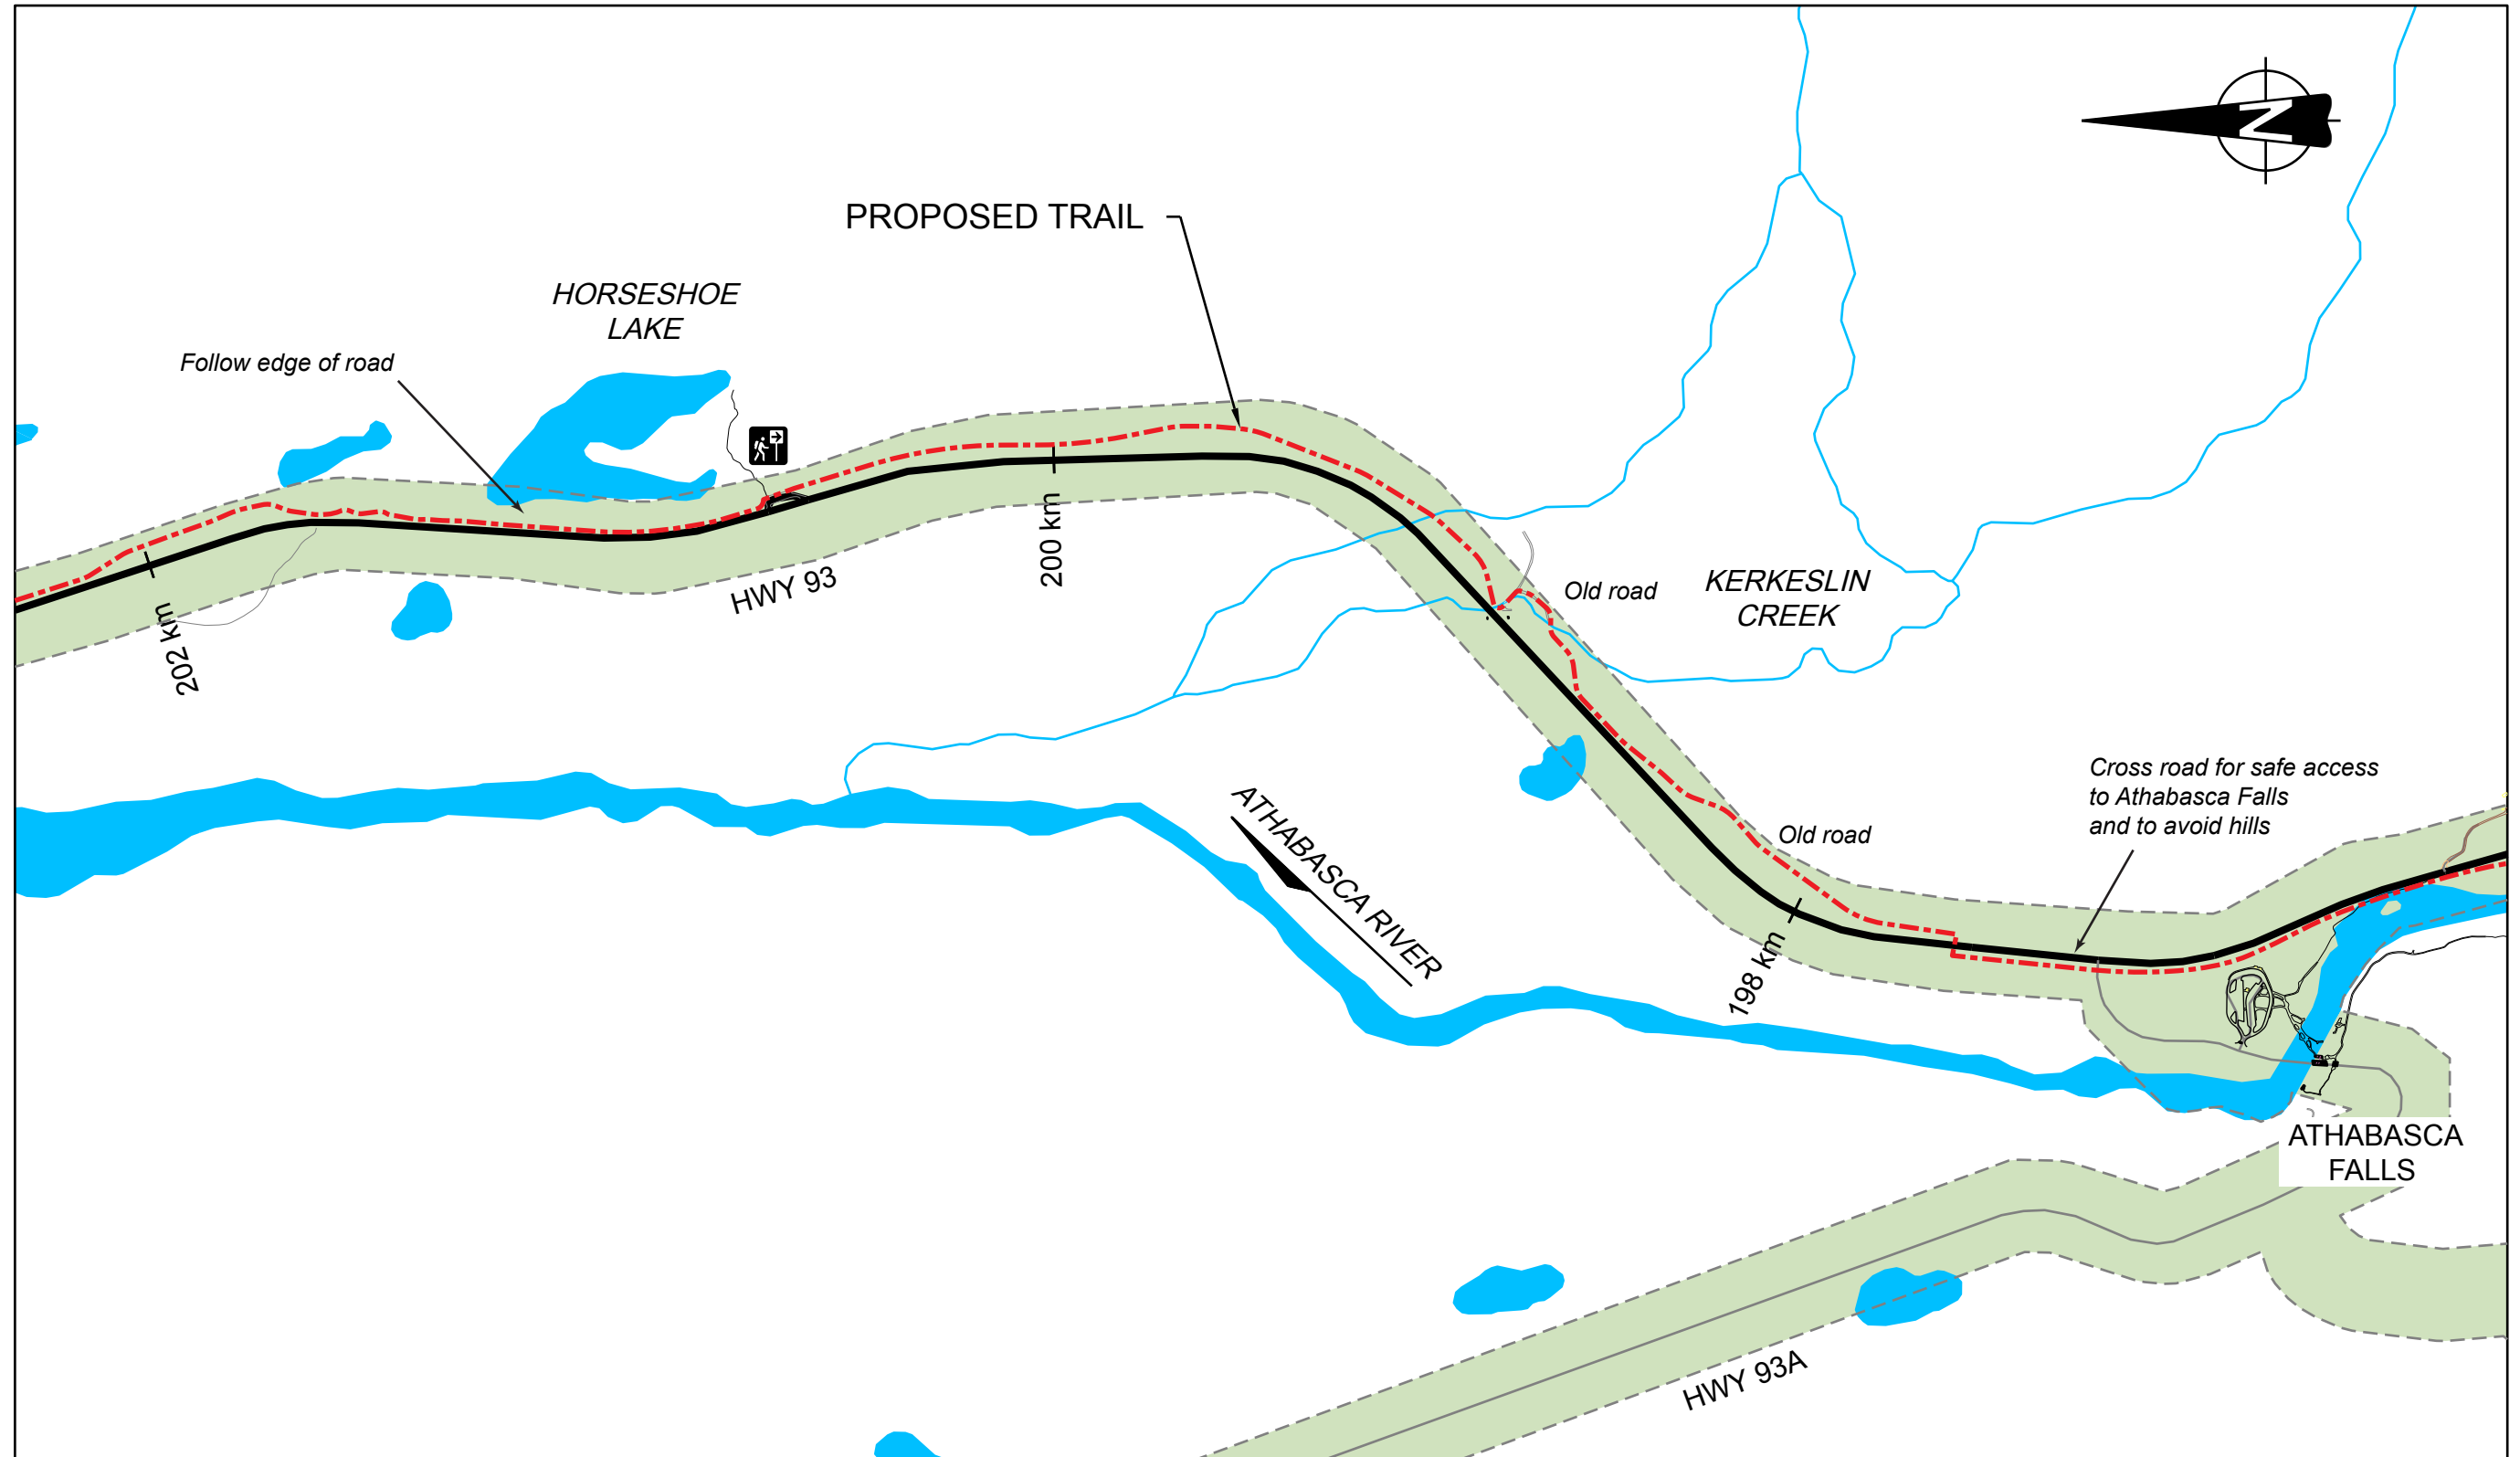 N
PROPOSED TRAIL
HORSESHOE
LAKE
Follow edge of road
200 km
HWY 93
202 km
Old road
KERKESLIN
CREEK
Cross road for safe access
to Athabasca Falls
and to avoid hills
ATHABASCA RIVER
Old road
198 km
ATHABASCA
FALLS
HWY 93A